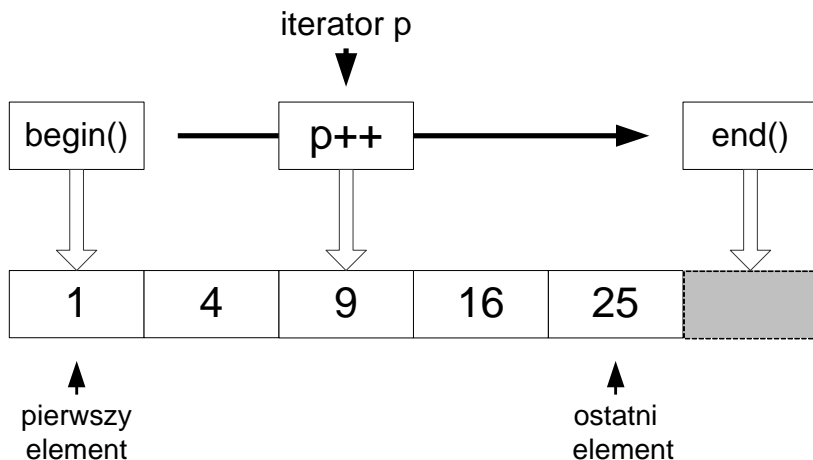 iterator p
begin() p++ end()
1 4 9 16 25
pierwszy ostatni
element element